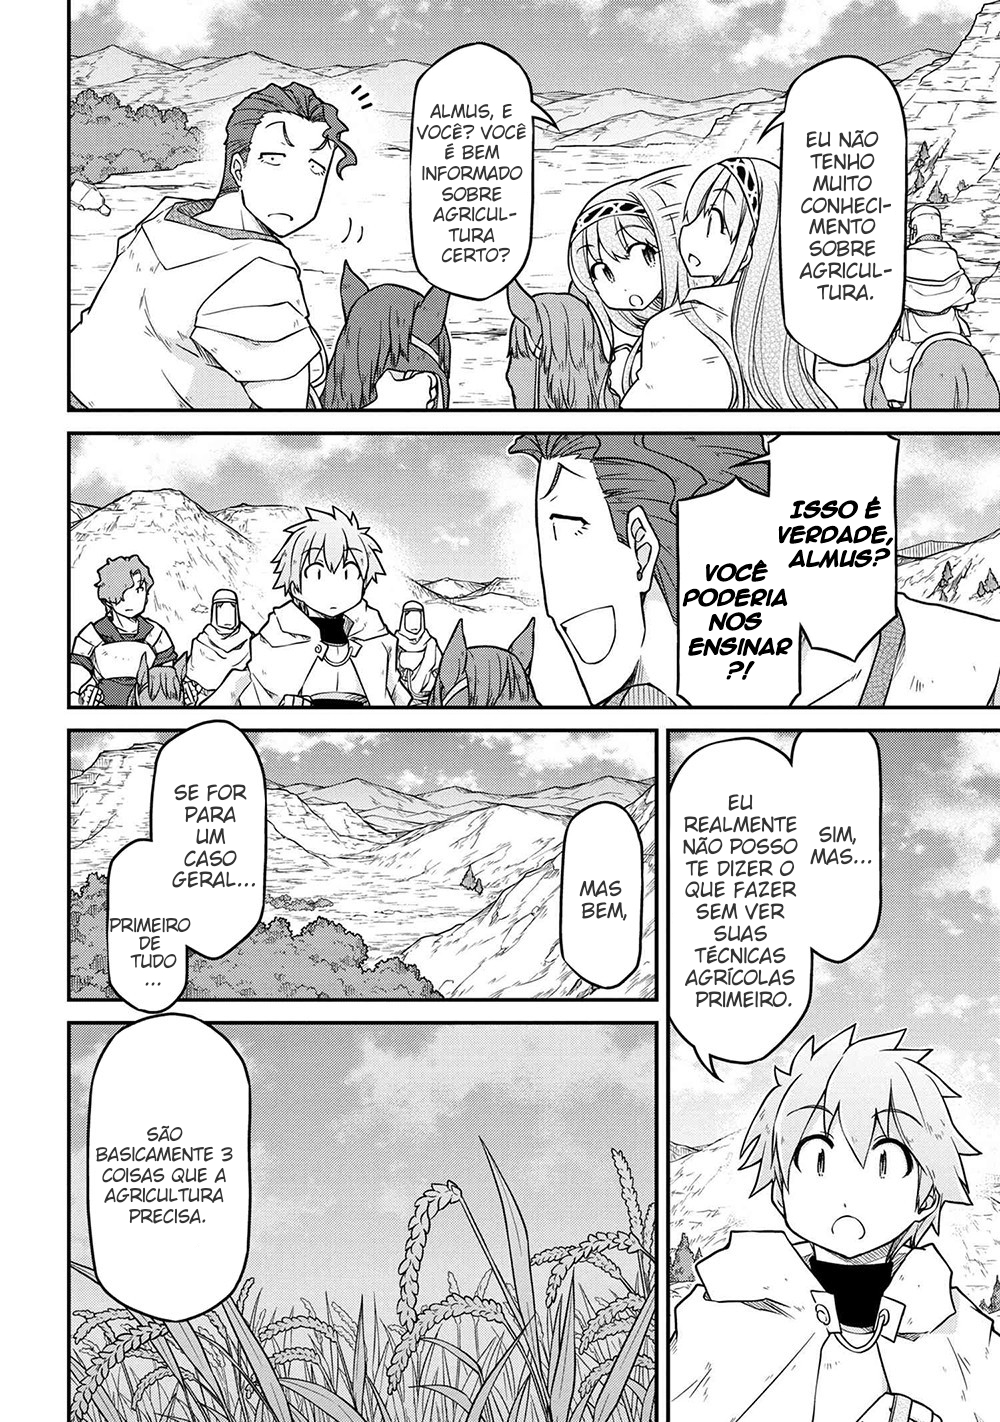 EU NÃO
TENHO
MUITO
CONHECI-
MENTO
SOBRE
AGRICUL-
TURA.
ALMUS, E
VOCÊ? VOCÊ
É BEM
INFORMADO
SOBRE
AGRICUL-
TURA
CERTO?
ISSO É
VERDADE,
ALMUS?
VOCÊ
PODERIA
NOS
ENSINAR
?!
SIM,
MAS...
EU
REALMENTE
NÃO POSSO
TE DIZER O
QUE FAZER
SEM VER
SUAS
TÉCNICAS
AGRÍCOLAS
PRIMEIRO.
MAS
BEM,
SE FOR
PARA
UM
CASO
GERAL...
PRIMEIRO
DE
TUDO
...
SÃO
BASICAMENTE 3
COISAS QUE A
AGRICULTURA
PRECISA.